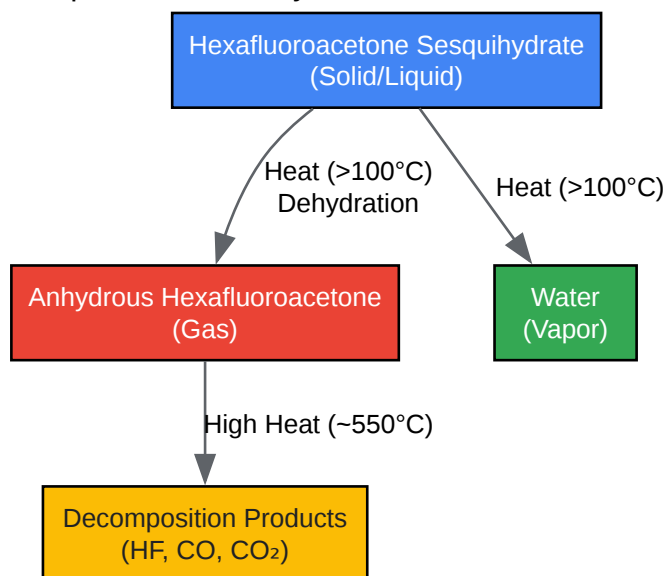 Hexafluoroacetone Sesquihydrate
(Solid/Liquid)
Heat (>100°C)
Dehydration
Heat (>100°C)
Anhydrous Hexafluoroacetone
(Gas)
Water
(Vapor)
High Heat (~550°C)
Decomposition Products
(HF, CO, CO₂)